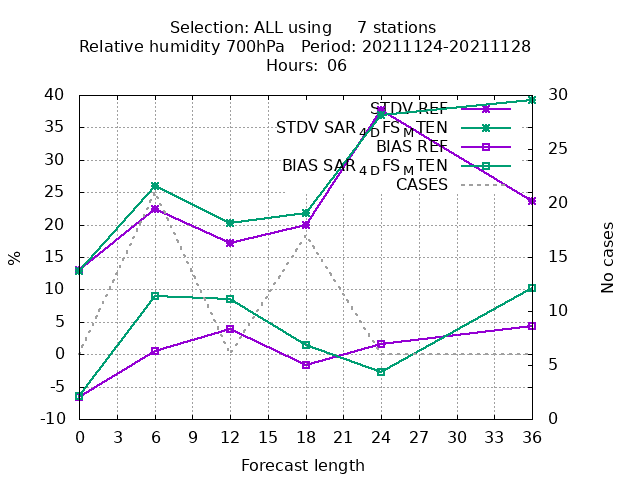 Selection: ALL using 7 stations
Relative humidity 700hPa Period: 20211124-20211128
Hours: 06
40 30
STDV REF
35 STDV SAR4DFSMTEN
25
30 BIAS REF
BIAS SAR4DFSMTEN
25 CASES
20
20
15 15
10
10
5
0
5
-5
-10 0
%
No cases
0 3 6 9 12 15 18 21 24 27 30 33 36
Forecast length